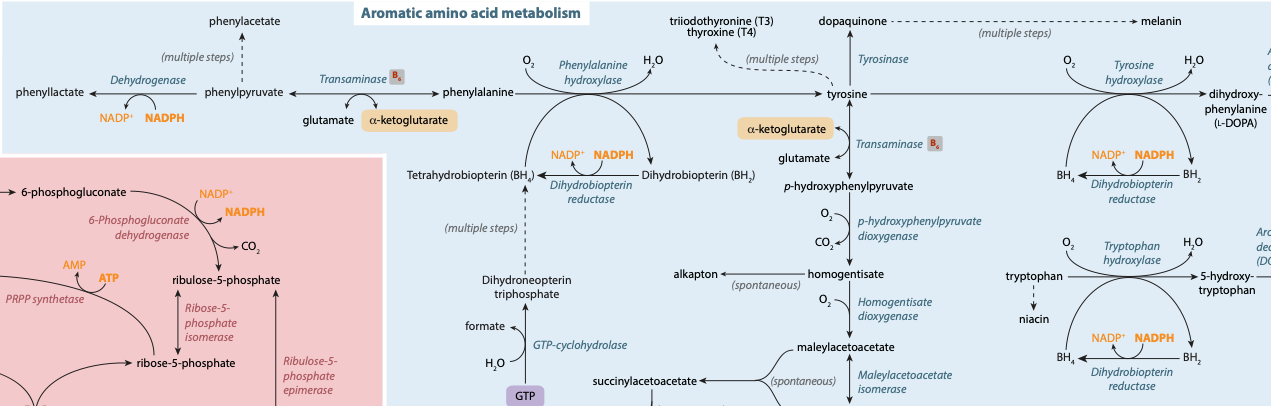 Aromatic amino acid metabolism
phenylacetate
(multiple steps)
Dehydrogenase
phenyllactate
phenylpyruvate
NADP⁺ NADPH
Transaminase B₆
glutamate
α-ketoglutarate
phenylalanine
O₂
Phenylalanine
hydroxylase
H₂O
NADP⁺ NADPH
Tetrahydrobiopterin (BH₄)
Dihydrobiopterin (BH₂)
Dihydrobiopterin
reductase
(multiple steps)
Dihydroneopterin
triphosphate
formate
GTP-cyclohydrolase
H₂O
GTP
triiodothyronine (T3)
thyroxine (T4)
(multiple steps)
dopaquinone
(multiple steps)
melanin
Tyrosinase
tyrosine
α-ketoglutarate
glutamate
Transaminase B₆
p-hydroxyphenylpyruvate
O₂
CO₂
p-hydroxyphenylpyruvate
dioxygenase
alkapton
(spontaneous)
homogentisate
O₂
Homogentisate
dioxygenase
maleylacetoacetate
succinylacetoacetate
(spontaneous)
Maleylacetoacetate
isomerase
O₂
Tyrosine
hydroxylase
H₂O
dihydroxy-
phenylanine
(L-DOPA)
NADP⁺ NADPH
BH₄
BH₂
Dihydrobiopterin
reductase
O₂
Tryptophan
hydroxylase
H₂O
tryptophan
5-hydroxy-
tryptophan
niacin
NADP⁺ NADPH
BH₄
BH₂
Dihydrobiopterin
reductase
6-phosphogluconate
NADP⁺
NADPH
6-Phosphogluconate
dehydrogenase
CO₂
AMP
ATP
PRPP synthetase
ribulose-5-phosphate
Ribose-5-
phosphate
isomerase
ribose-5-phosphate
Ribulose-5-
phosphate
epimerase